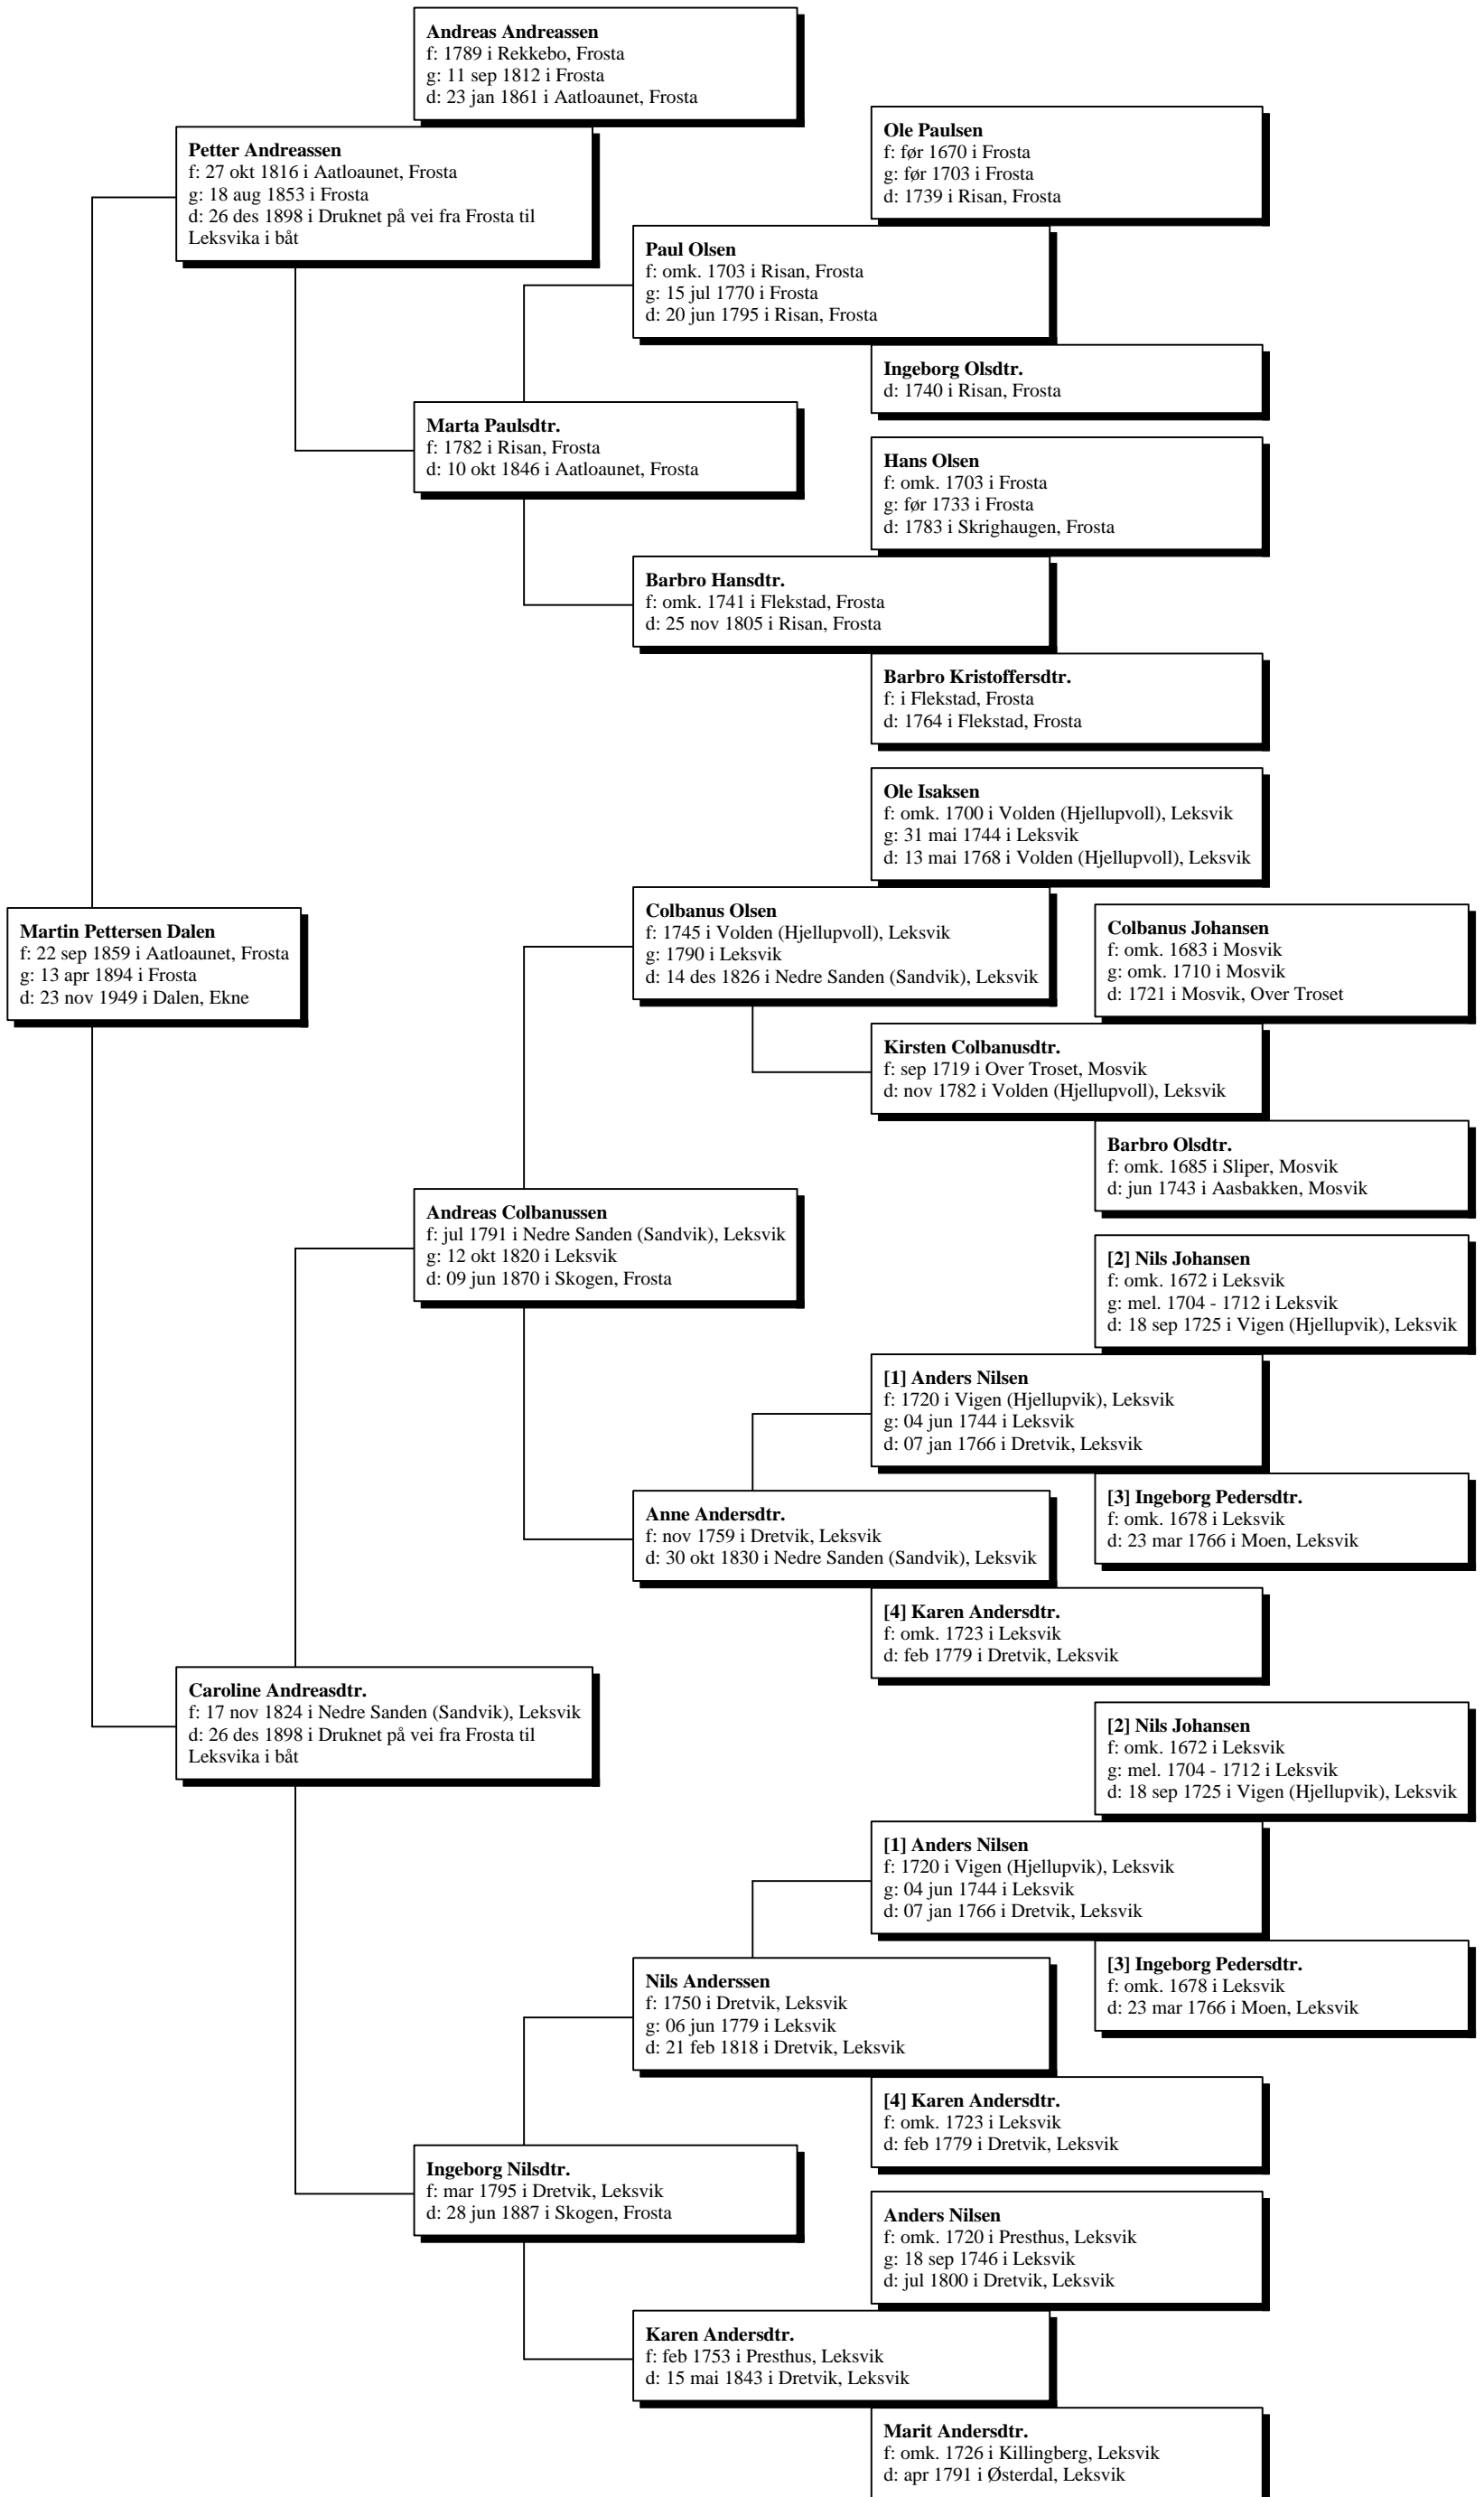 Andreas Andreassen
f: 1789 i Rekkebo, Frosta
g: 11 sep 1812 i Frosta
d: 23 jan 1861 i Aatloaunet, Frosta
Petter Andreassen
f: 27 okt 1816 i Aatloaunet, Frosta
g: 18 aug 1853 i Frosta
d: 26 des 1898 i Druknet på vei fra Frosta til
Leksvika i båt
Ole Paulsen
f: før 1670 i Frosta
g: før 1703 i Frosta
d: 1739 i Risan, Frosta
Paul Olsen
f: omk. 1703 i Risan, Frosta
g: 15 jul 1770 i Frosta
d: 20 jun 1795 i Risan, Frosta
Ingeborg Olsdtr.
d: 1740 i Risan, Frosta
Marta Paulsdtr.
f: 1782 i Risan, Frosta
d: 10 okt 1846 i Aatloaunet, Frosta
Hans Olsen
f: omk. 1703 i Frosta
g: før 1733 i Frosta
d: 1783 i Skrighaugen, Frosta
Barbro Hansdtr.
f: omk. 1741 i Flekstad, Frosta
d: 25 nov 1805 i Risan, Frosta
Barbro Kristoffersdtr.
f: i Flekstad, Frosta
d: 1764 i Flekstad, Frosta
Ole Isaksen
f: omk. 1700 i Volden (Hjellupvoll), Leksvik
g: 31 mai 1744 i Leksvik
d: 13 mai 1768 i Volden (Hjellupvoll), Leksvik
Colbanus Olsen
f: 1745 i Volden (Hjellupvoll), Leksvik
g: 1790 i Leksvik
d: 14 des 1826 i Nedre Sanden (Sandvik), Leksvik
Colbanus Johansen
f: omk. 1683 i Mosvik
g: omk. 1710 i Mosvik
d: 1721 i Mosvik, Over Troset
Martin Pettersen Dalen
f: 22 sep 1859 i Aatloaunet, Frosta
g: 13 apr 1894 i Frosta
d: 23 nov 1949 i Dalen, Ekne
Kirsten Colbanusdtr.
f: sep 1719 i Over Troset, Mosvik
d: nov 1782 i Volden (Hjellupvoll), Leksvik
Barbro Olsdtr.
f: omk. 1685 i Sliper, Mosvik
d: jun 1743 i Aasbakken, Mosvik
Andreas Colbanussen
f: jul 1791 i Nedre Sanden (Sandvik), Leksvik
g: 12 okt 1820 i Leksvik
d: 09 jun 1870 i Skogen, Frosta
[2] Nils Johansen
f: omk. 1672 i Leksvik
g: mel. 1704 - 1712 i Leksvik
d: 18 sep 1725 i Vigen (Hjellupvik), Leksvik
[1] Anders Nilsen
f: 1720 i Vigen (Hjellupvik), Leksvik
g: 04 jun 1744 i Leksvik
d: 07 jan 1766 i Dretvik, Leksvik
[3] Ingeborg Pedersdtr.
f: omk. 1678 i Leksvik
d: 23 mar 1766 i Moen, Leksvik
Anne Andersdtr.
f: nov 1759 i Dretvik, Leksvik
d: 30 okt 1830 i Nedre Sanden (Sandvik), Leksvik
[4] Karen Andersdtr.
f: omk. 1723 i Leksvik
d: feb 1779 i Dretvik, Leksvik
Caroline Andreasdtr.
f: 17 nov 1824 i Nedre Sanden (Sandvik), Leksvik
d: 26 des 1898 i Druknet på vei fra Frosta til
Leksvika i båt
[2] Nils Johansen
f: omk. 1672 i Leksvik
g: mel. 1704 - 1712 i Leksvik
d: 18 sep 1725 i Vigen (Hjellupvik), Leksvik
[1] Anders Nilsen
f: 1720 i Vigen (Hjellupvik), Leksvik
g: 04 jun 1744 i Leksvik
d: 07 jan 1766 i Dretvik, Leksvik
[3] Ingeborg Pedersdtr.
f: omk. 1678 i Leksvik
d: 23 mar 1766 i Moen, Leksvik
Nils Anderssen
f: 1750 i Dretvik, Leksvik
g: 06 jun 1779 i Leksvik
d: 21 feb 1818 i Dretvik, Leksvik
[4] Karen Andersdtr.
f: omk. 1723 i Leksvik
d: feb 1779 i Dretvik, Leksvik
Ingeborg Nilsdtr.
f: mar 1795 i Dretvik, Leksvik
d: 28 jun 1887 i Skogen, Frosta
Anders Nilsen
f: omk. 1720 i Presthus, Leksvik
g: 18 sep 1746 i Leksvik
d: jul 1800 i Dretvik, Leksvik
Karen Andersdtr.
f: feb 1753 i Presthus, Leksvik
d: 15 mai 1843 i Dretvik, Leksvik
Marit Andersdtr.
f: omk. 1726 i Killingberg, Leksvik
d: apr 1791 i Østerdal, Leksvik